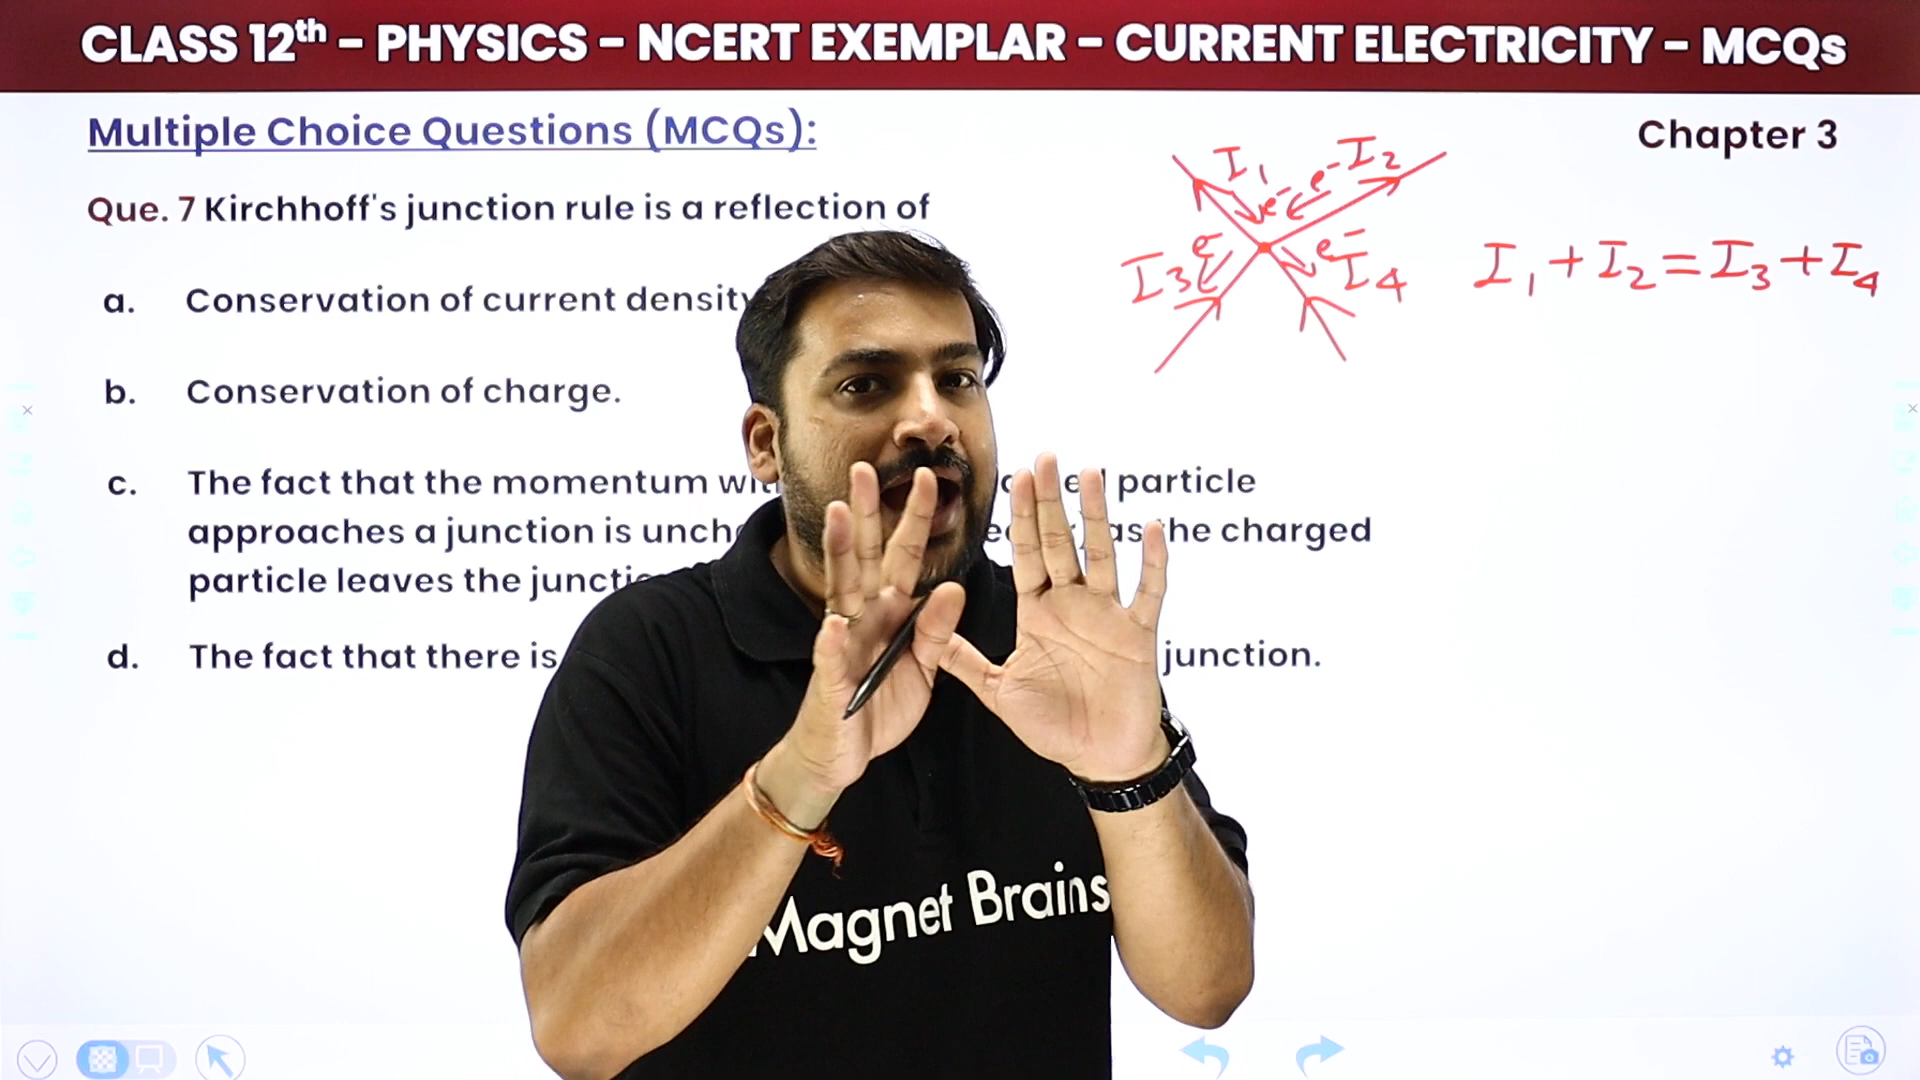 CLASS 12th - PHYSICS - NCERT EXEMPLAR - CURRENT ELECTRICITY - MCQs
Multiple Choice Questions (MCQs):
Chapter 3
Que. 7 Kirchhoff's junction rule is a reflection of
a. Conservation of current density
b. Conservation of charge.
c. The fact that the momentum particle
approaches a junction is as the charged
particle leaves the
d. The fact that there is junction.
I₁
e⁻
e⁻
I₂
I₃
e⁻
e⁻
I₄
I₁ + I₂ = I₃ + I₄
Magnet Brains